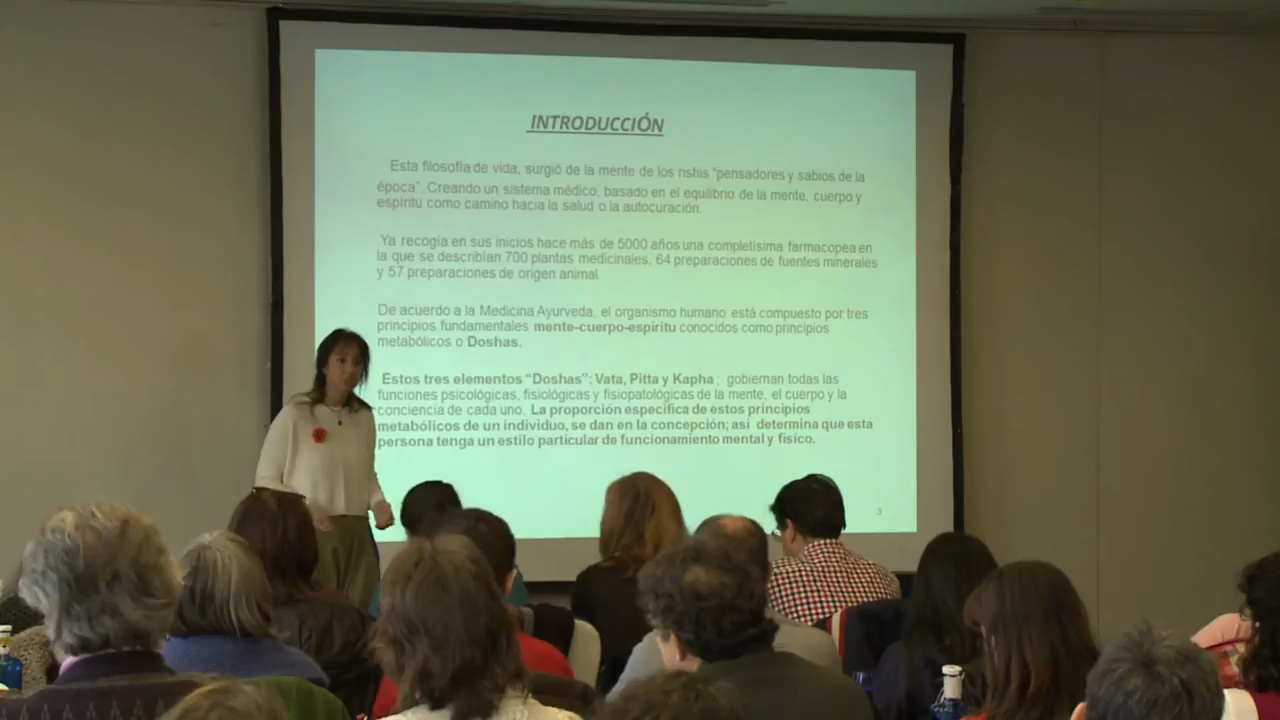 INTRODUCCIÓN
Esta filosofía de vida, surgió de la mente de los rishis "pensadores y sabios de la
época". Creando un sistema médico, basado en el equilibrio de la mente, cuerpo y
espíritu como camino hacia la salud o la autocuración.
Ya recogía en sus inicios hace más de 5000 años una completísima farmacopea en
la que se describían 700 plantas medicinales, 64 preparaciones de fuentes minerales
y 57 preparaciones de origen animal.
De acuerdo a la Medicina Ayurveda, el organismo humano está compuesto por tres
principios fundamentales mente-cuerpo-espíritu conocidos como principios
metabólicos o Doshas.
Estos tres elementos "Doshas": Vata, Pitta y Kapha ; gobiernan todas las
funciones psicológicas, fisiológicas y fisiopatológicas de la mente, el cuerpo y la
conciencia de cada uno. La proporción específica de estos principios
metabólicos de un individuo, se dan en la concepción; así determina que esta
persona tenga un estilo particular de funcionamiento mental y físico.
3